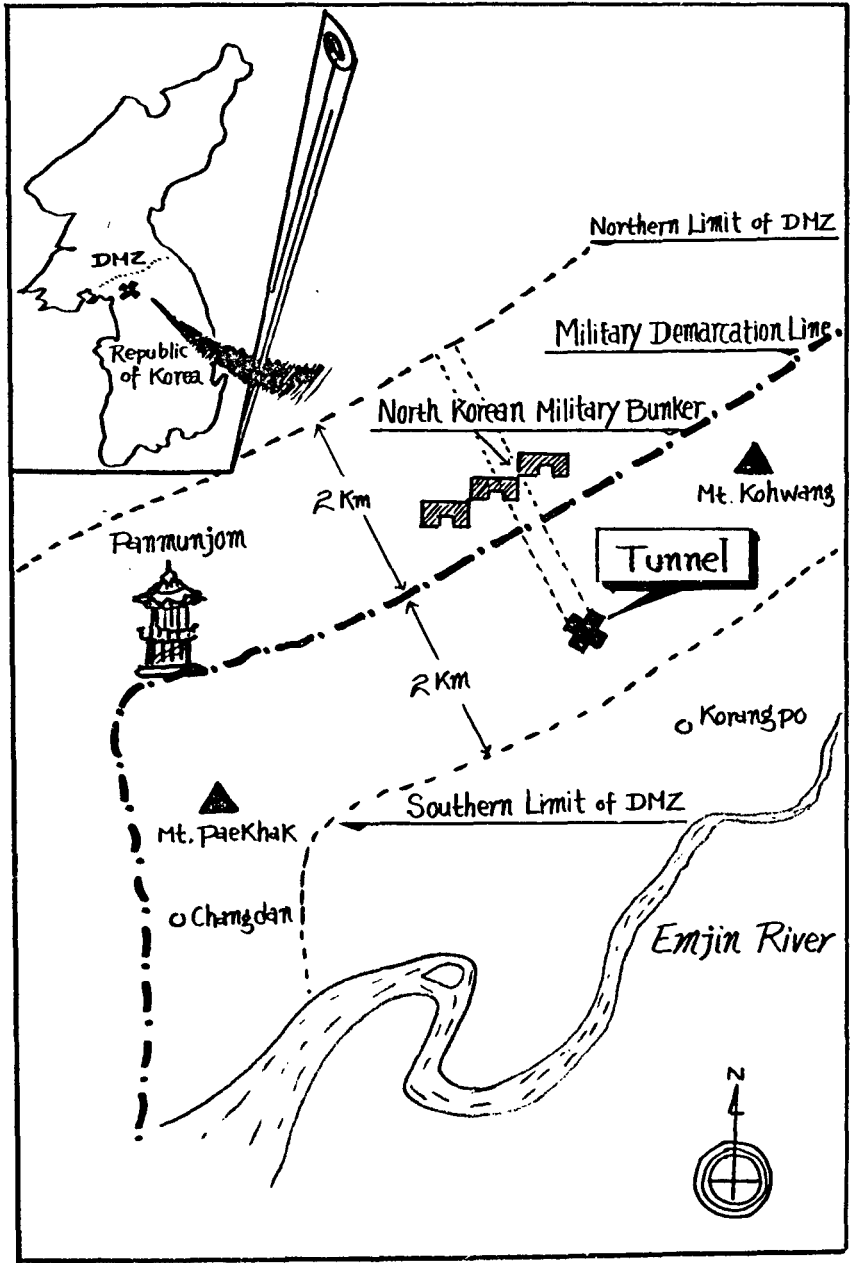 DMZ
Republic
of Korea
Northern Limit of DMZ
Military Demarcation Line
North Korean Military Bunker
2 Km
Mt. Kohwang
Panmunjom
Tunnel
2 Km
Korangpo
Mt. Paekhak
Southern Limit of DMZ
Changdan
Emjin River
N